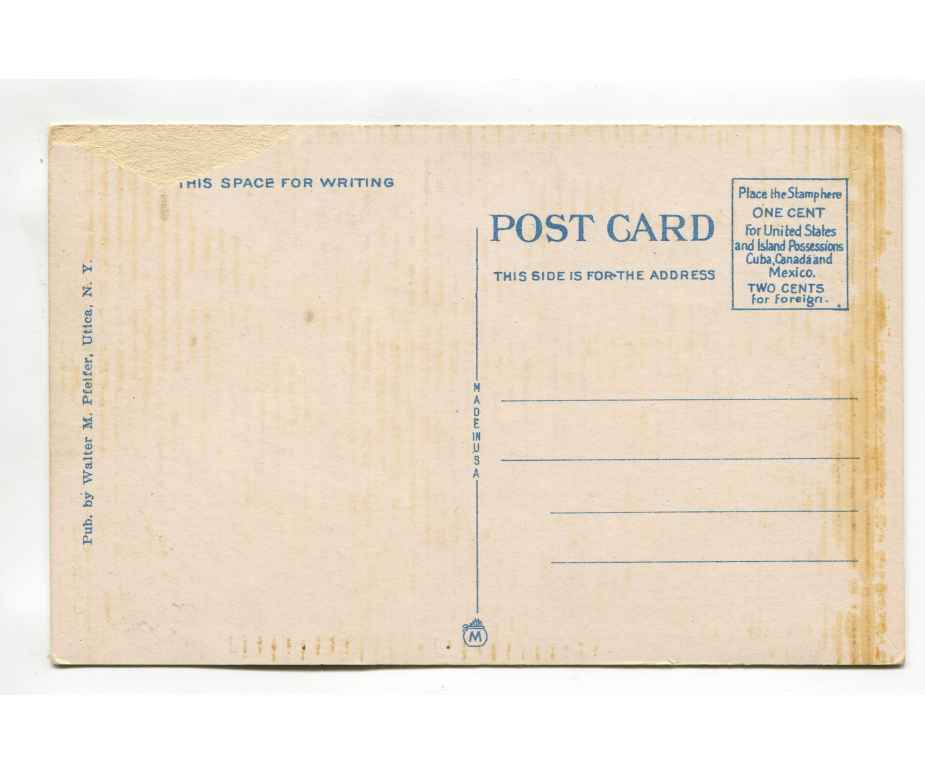 THIS SPACE FOR WRITING
Pub. by Walter M. Pfeifer, Utica, N. Y.
MADE IN USA
M
POST CARD
THIS SIDE IS FOR THE ADDRESS
Place the Stamp here
ONE CENT
For United States
and Island Possessions
Cuba, Canada and
Mexico.
TWO CENTS
for Foreign.